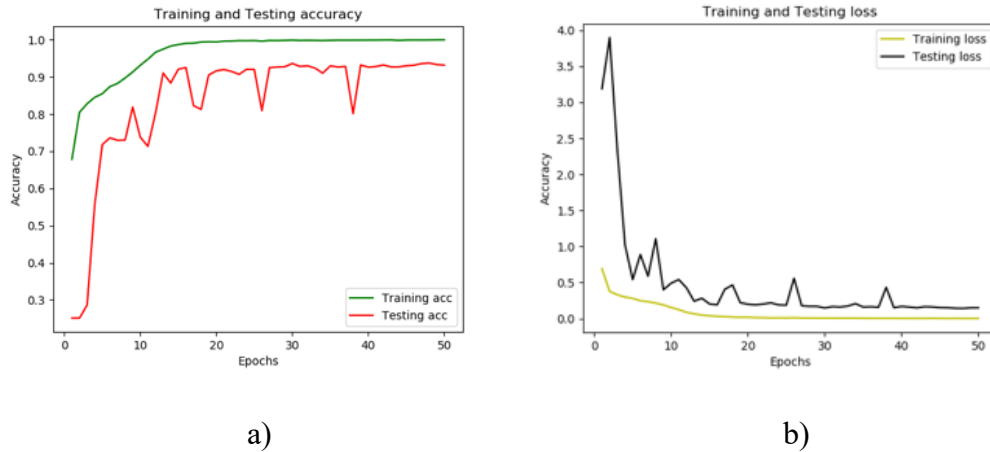 Training and Testing accuracy
1.0
0.9
0.8
0.7
0.6
0.5
0.4
0.3
Accuracy
Training acc
Testing acc
0 10 20 30 40 50
Epochs
a)
Training and Testing loss
4.0
3.5
3.0
2.5
2.0
1.5
1.0
0.5
0.0
Accuracy
Training loss
Testing loss
0 10 20 30 40 50
Epochs
b)